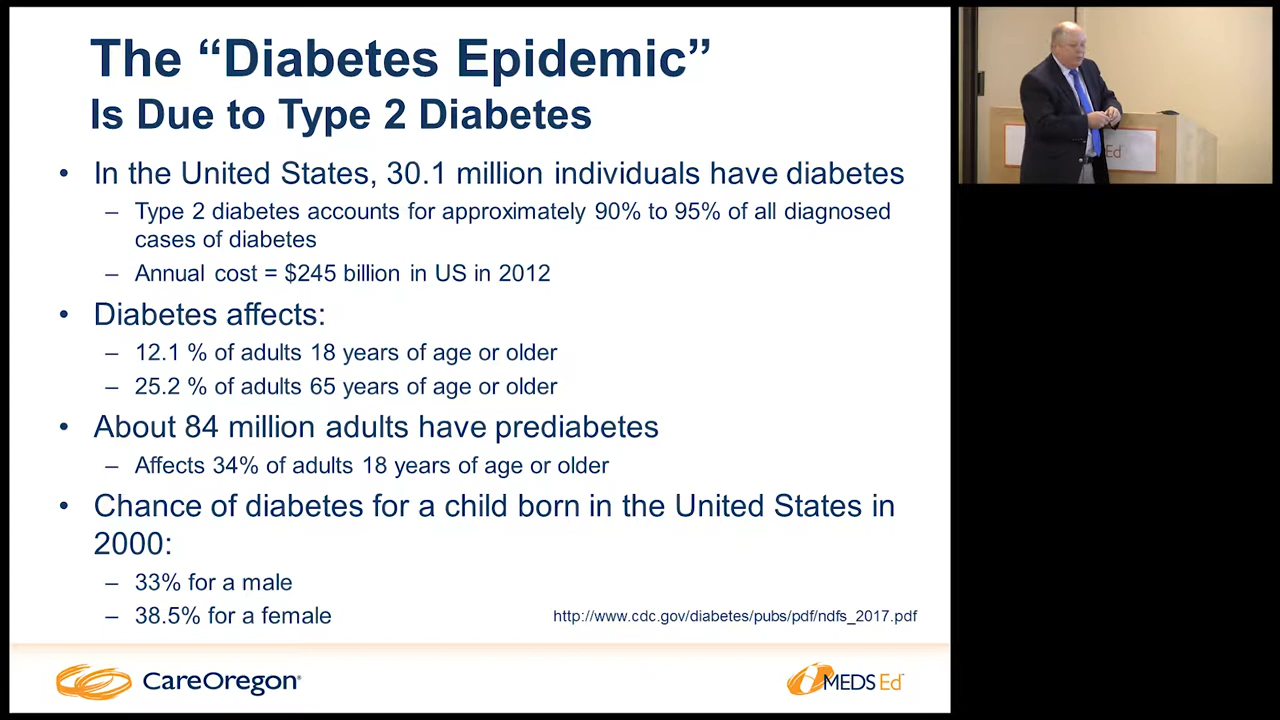 The “Diabetes Epidemic”
Is Due to Type 2 Diabetes
• In the United States, 30.1 million individuals have diabetes
– Type 2 diabetes accounts for approximately 90% to 95% of all diagnosed
cases of diabetes
– Annual cost = $245 billion in US in 2012
• Diabetes affects:
– 12.1 % of adults 18 years of age or older
– 25.2 % of adults 65 years of age or older
• About 84 million adults have prediabetes
– Affects 34% of adults 18 years of age or older
• Chance of diabetes for a child born in the United States in
2000:
– 33% for a male
– 38.5% for a female
http://www.cdc.gov/diabetes/pubs/pdf/ndfs_2017.pdf
CareOregon®
MEDS Ed
Ed